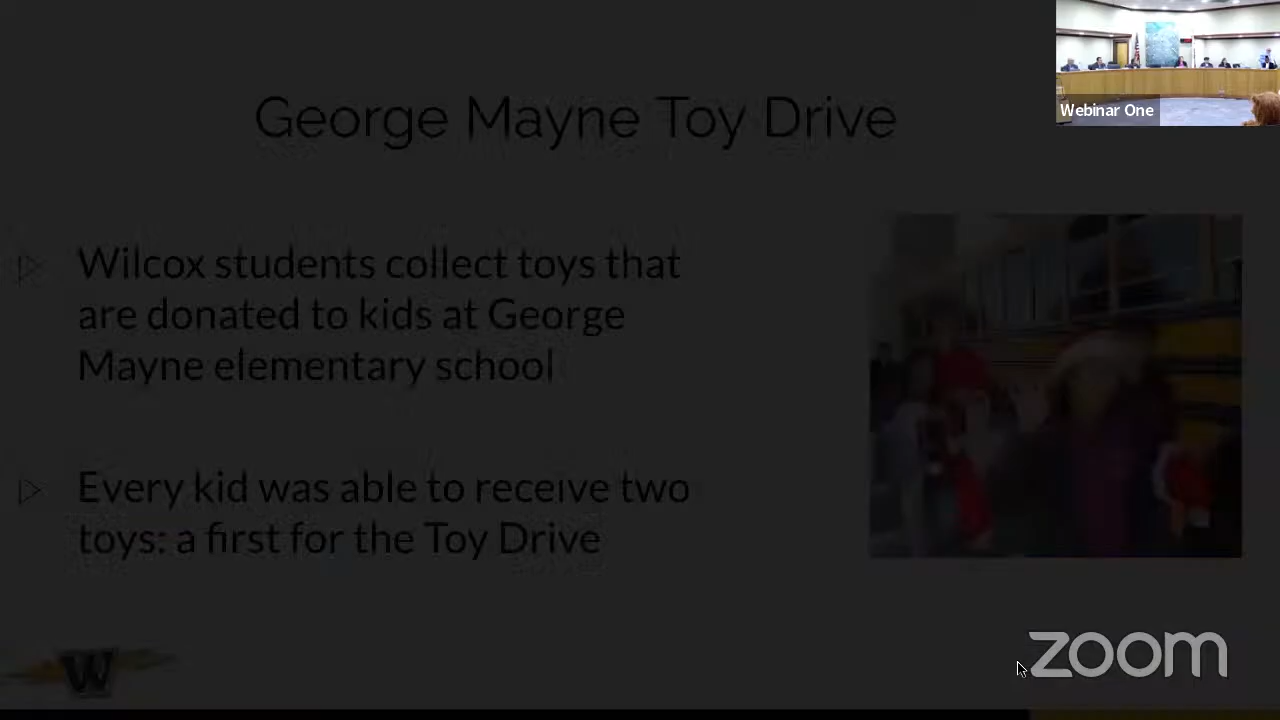 George Mayne Toy Drive
Webinar One
Wilcox students collect toys that
are donated to kids at George
Mayne elementary school
Every kid was able to receive two
toys: a first for the Toy Drive
W
zoom